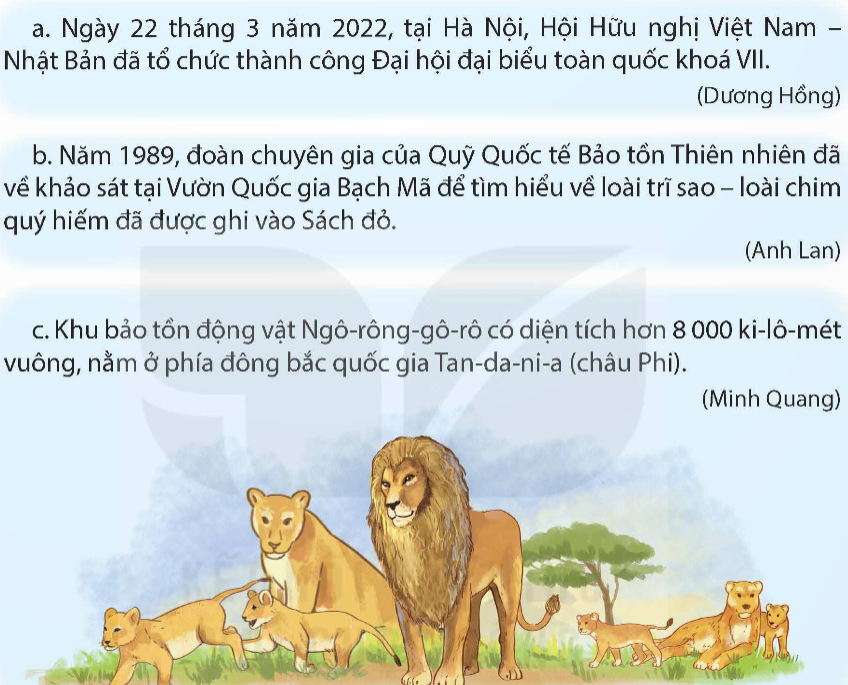 a. Ngày 22 tháng 3 năm 2022, tại Hà Nội, Hội Hữu nghị Việt Nam –
Nhật Bản đã tổ chức thành công Đại hội đại biểu toàn quốc khoá VII.
(Dương Hồng)
b. Năm 1989, đoàn chuyên gia của Quỹ Quốc tế Bảo tồn Thiên nhiên đã
về khảo sát tại Vườn Quốc gia Bạch Mã để tìm hiểu về loài trĩ sao – loài chim
quý hiếm đã được ghi vào Sách đỏ.
(Anh Lan)
c. Khu bảo tồn động vật Ngô-rông-gô-rô có diện tích hơn 8 000 ki-lô-mét
vuông, nằm ở phía đông bắc quốc gia Tan-da-ni-a (châu Phi).
(Minh Quang)